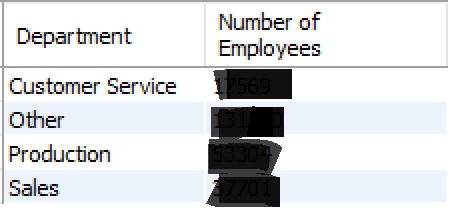 Department
Number of
Employees
Customer Service
Other
Production
Sales